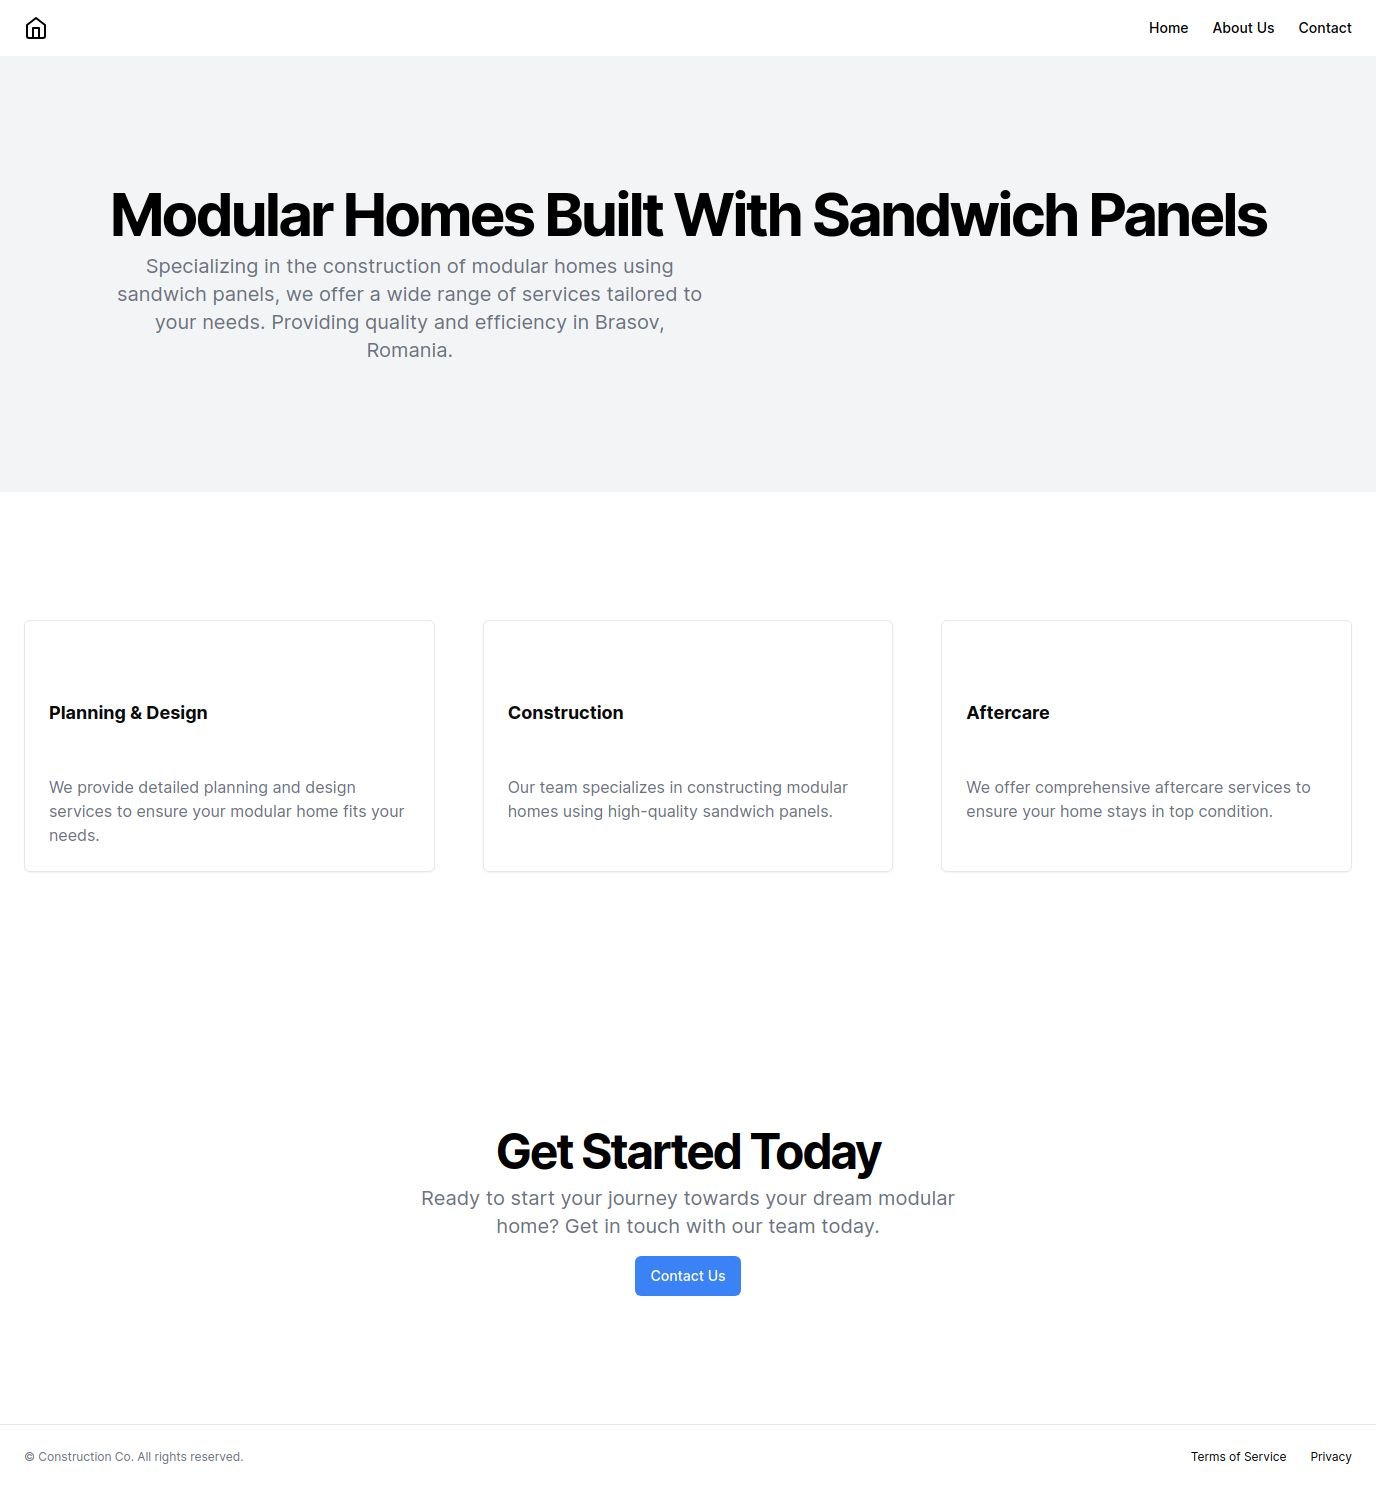 Home
About Us
Contact
Modular Homes Built With Sandwich Panels
Specializing in the construction of modular homes using
sandwich panels, we offer a wide range of services tailored to
your needs. Providing quality and efficiency in Brasov,
Romania.
Planning & Design
We provide detailed planning and design
services to ensure your modular home fits your
needs.
Construction
Our team specializes in constructing modular
homes using high-quality sandwich panels.
Aftercare
We offer comprehensive aftercare services to
ensure your home stays in top condition.
Get Started Today
Ready to start your journey towards your dream modular
home? Get in touch with our team today.
Contact Us
© Construction Co. All rights reserved.
Terms of Service
Privacy